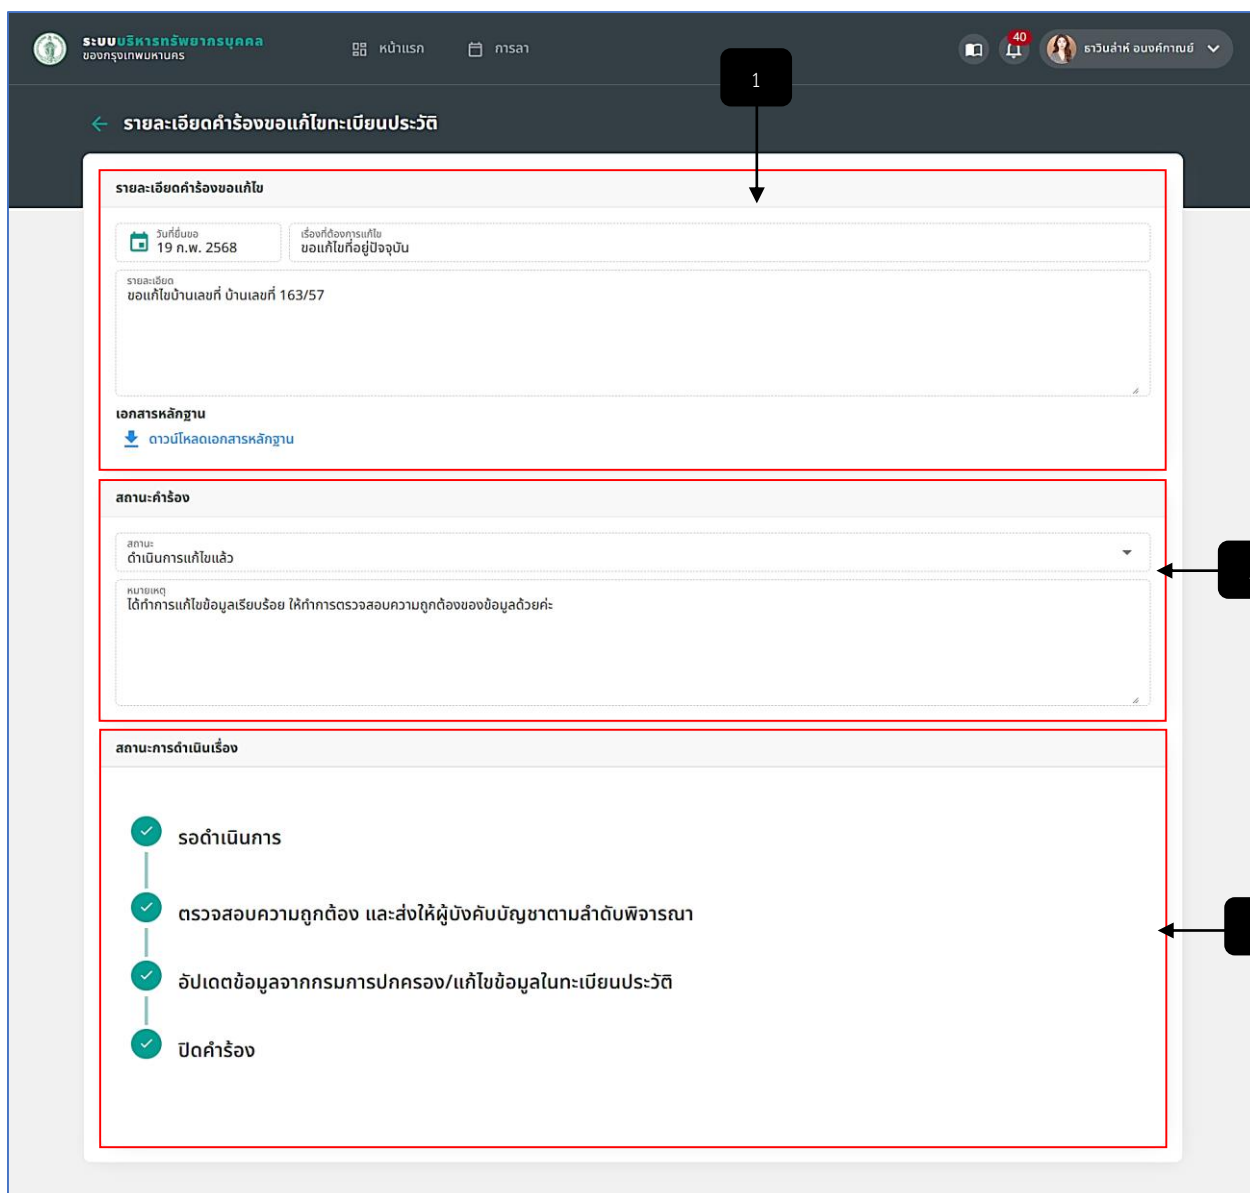 ระบบบริหารทรัพยากรบุคคล
ของกรุงเทพมหานคร
หน้าแรก
การลา
40
ธาวินล่าห์ อนงค์กาณย์
1
รายละเอียดคำร้องขอแก้ไขทะเบียนประวัติ
รายละเอียดคำร้องขอแก้ไข
วันที่ยื่นขอ
19 ก.พ. 2568
เรื่องที่ต้องการแก้ไข
ขอแก้ไขที่อยู่ปัจจุบัน
รายละเอียด
ขอแก้ไขบ้านเลขที่ บ้านเลขที่ 163/57
เอกสารหลักฐาน
ดาวน์โหลดเอกสารหลักฐาน
สถานะคำร้อง
สถานะ
ดำเนินการแก้ไขแล้ว
หมายเหตุ
ได้ทำการแก้ไขข้อมูลเรียบร้อย ให้ทำการตรวจสอบความถูกต้องของข้อมูลด้วยค่ะ
สถานะการดำเนินเรื่อง
รอดำเนินการ
ตรวจสอบความถูกต้อง และส่งให้ผู้บังคับบัญชาตามลำดับพิจารณา
อัปเดตข้อมูลจากกรมการปกครอง/แก้ไขข้อมูลในทะเบียนประวัติ
ปิดคำร้อง